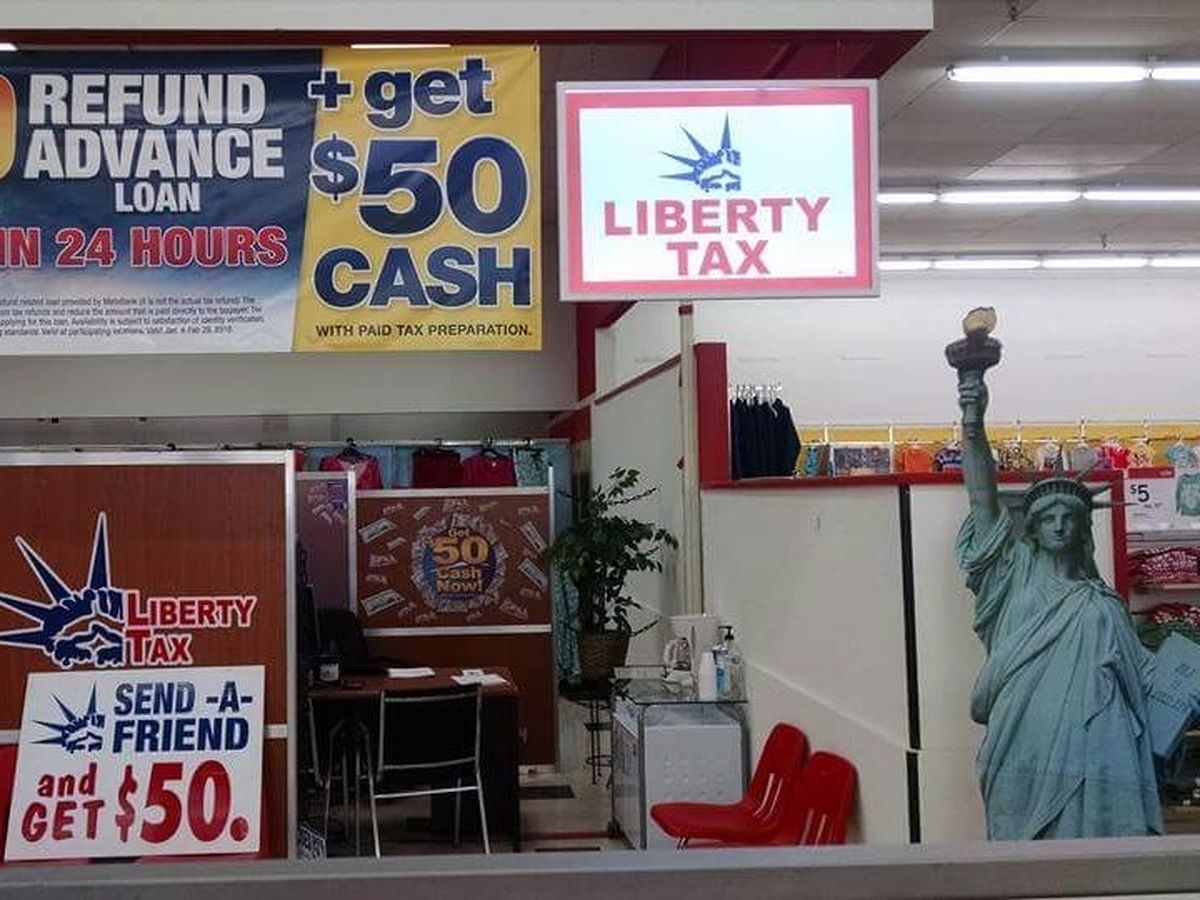 REFUND
ADVANCE
LOAN
IN 24 HOURS
+ get
$50
CASH
WITH PAID TAX PREPARATION.
LIBERTY
TAX
$5
Get
50
Cash
Now!
LIBERTY
TAX
SEND -A-
FRIEND
and
GET $50.